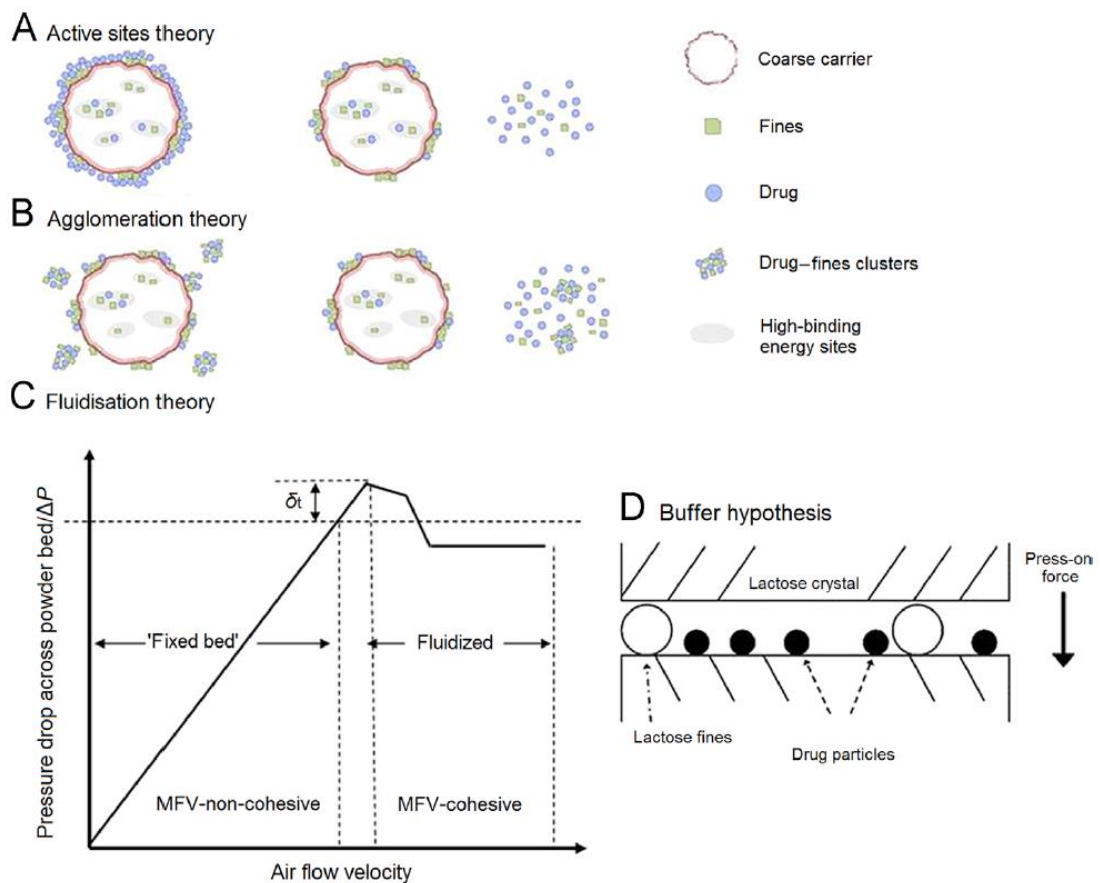 A Active sites theory
Coarse carrier
Fines
Drug
B Agglomeration theory
Drug–fines clusters
High-binding
energy sites
C Fluidisation theory
Pressure drop across powder bed/ΔP
δt
'Fixed bed'
Fluidized
MFV-non-cohesive
MFV-cohesive
Air flow velocity
D Buffer hypothesis
Press-on
force
Lactose crystal
Lactose fines
Drug particles